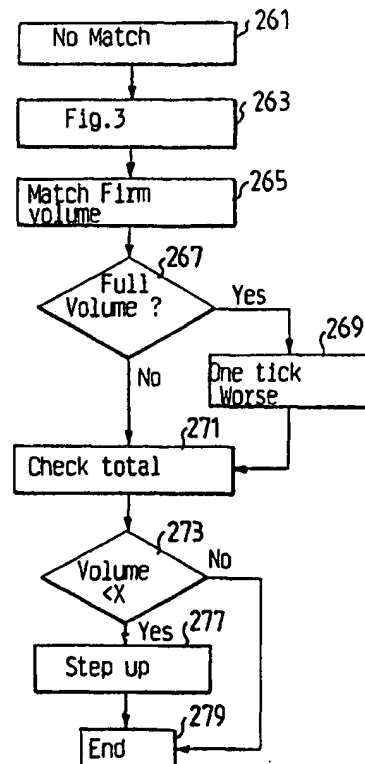 No Match
261
Fig.3
263
Match Firm
volume
265
267
Full
Volume ?
Yes
No
269
One tick
Worse
271
Check total
273
Volume
<X
No
Yes
277
Step up
279
End